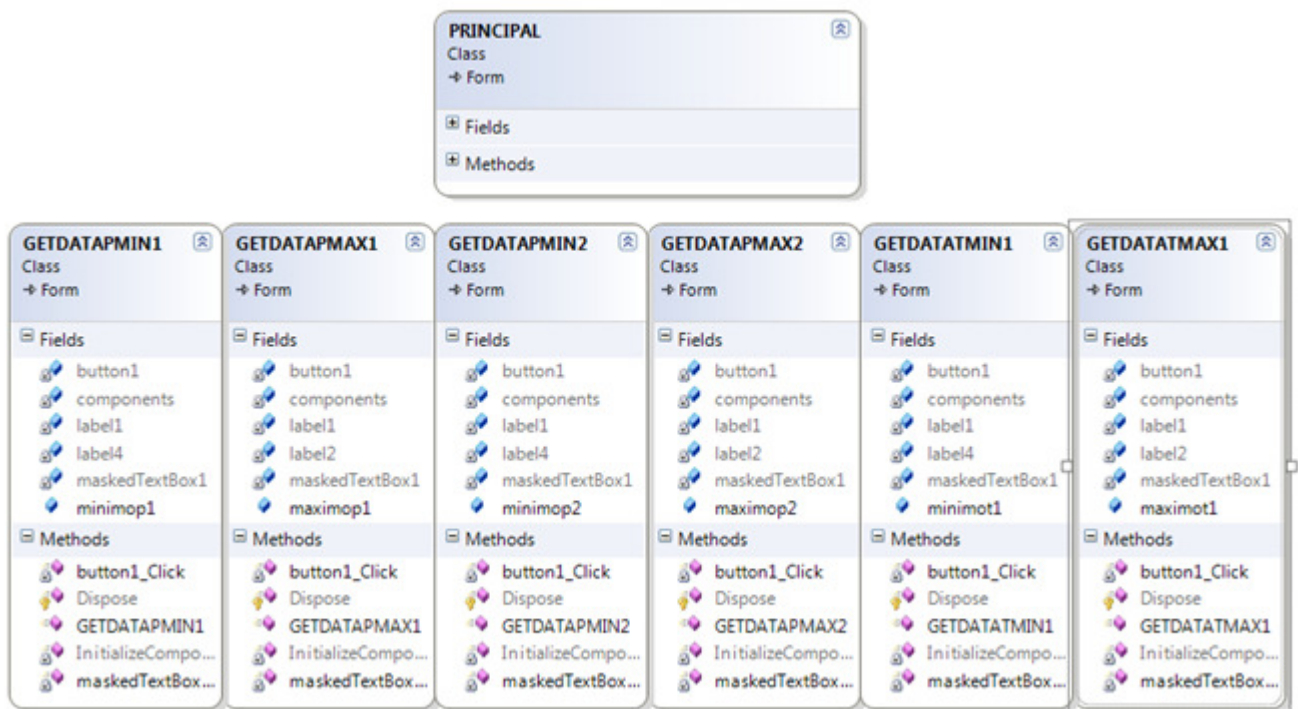 PRINCIPAL
Class
Form
Fields
Methods
GETDATAPMIN1
Class
Form
Fields
button1
components
label1
label4
maskedTextBox1
minimop1
Methods
button1_Click
Dispose
GETDATAPMIN1
InitializeCompo...
maskedTextBox...
GETDATAPMAX1
Class
Form
Fields
button1
components
label1
label2
maskedTextBox1
maximop1
Methods
button1_Click
Dispose
GETDATAPMAX1
InitializeCompo...
maskedTextBox...
GETDATAPMIN2
Class
Form
Fields
button1
components
label1
label4
maskedTextBox1
minimop2
Methods
button1_Click
Dispose
GETDATAPMIN2
InitializeCompo...
maskedTextBox...
GETDATAPMAX2
Class
Form
Fields
button1
components
label1
label2
maskedTextBox1
maximop2
Methods
button1_Click
Dispose
GETDATAPMAX2
InitializeCompo...
maskedTextBox...
GETDATATMIN1
Class
Form
Fields
button1
components
label1
label4
maskedTextBox1
minimot1
Methods
button1_Click
Dispose
GETDATATMIN1
InitializeCompo...
maskedTextBox...
GETDATATMAX1
Class
Form
Fields
button1
components
label1
label2
maskedTextBox1
maximot1
Methods
button1_Click
Dispose
GETDATATMAX1
InitializeCompo...
maskedTextBox...